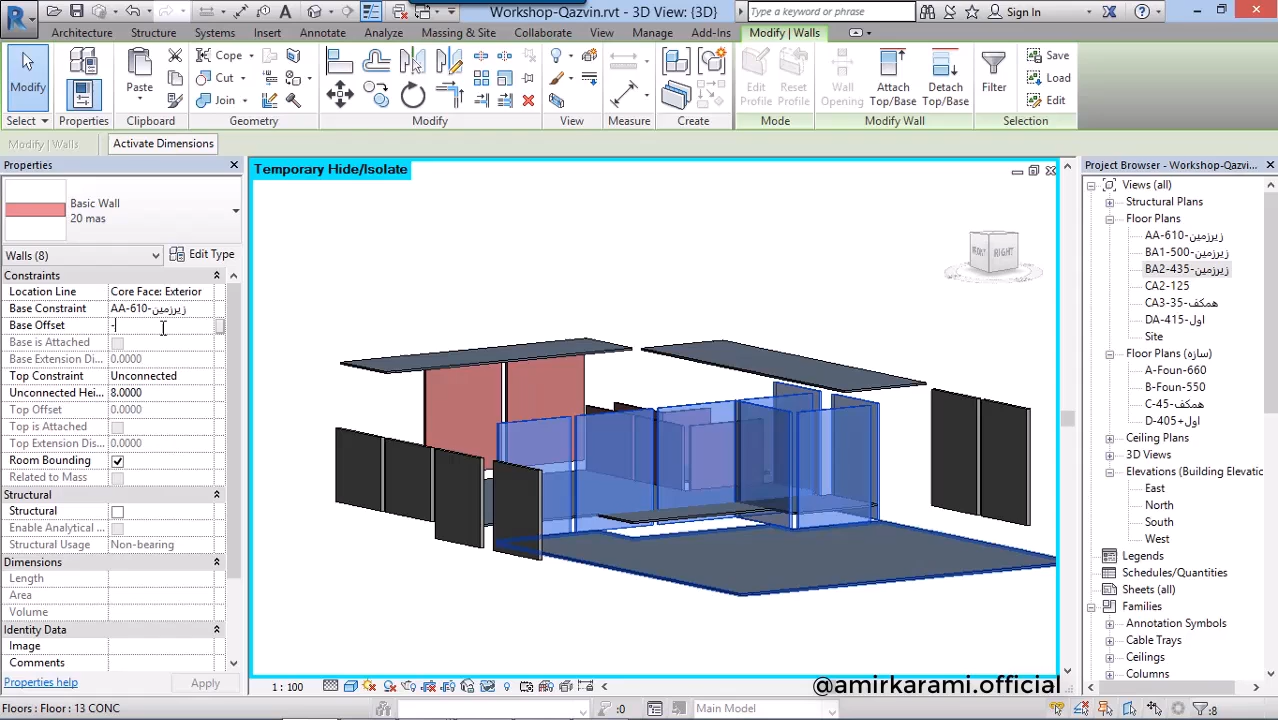 Workshop-Qazvin.rvt - 3D View: {3D}
Type a keyword or phrase
Sign In
Architecture Structure Systems Insert Annotate Analyze Massing & Site Collaborate View Manage Add-Ins Modify | Walls
Modify
Paste
Cope
Cut
Join
Edit Profile
Reset Profile
Wall Opening
Attach Top/Base
Detach Top/Base
Filter
Save
Load
Edit
Select Properties Clipboard Geometry Modify View Measure Create Mode Modify Wall Selection
Modify | Walls
Activate Dimensions
Properties
Basic Wall
20 mas
Walls (8)
Edit Type
Constraints
Location Line Core Face: Exterior
Base Constraint AA-610-زیرزمین
Base Offset -
Base is Attached
Base Extension Di... 0.0000
Top Constraint Unconnected
Unconnected Hei... 8.0000
Top Offset 0.0000
Top is Attached
Top Extension Dis... 0.0000
Room Bounding
Related to Mass
Structural
Structural
Enable Analytical ...
Structural Usage Non-bearing
Dimensions
Length
Area
Volume
Identity Data
Image
Comments
Properties help
Apply
Floors : Floor : 13 CONC
Temporary Hide/Isolate
RIGHT
1 : 100
@amirkarami.official
:0
Main Model
:8
Project Browser - Workshop-Qazvi...
Views (all)
Structural Plans
Floor Plans
AA-610-زیرزمین
BA1-500-زیرزمین
BA2-435-زیرزمین
CA2-125
CA3-35-همکف
DA-415-اول
Site
Floor Plans (سازه)
A-Foun-660
B-Foun-550
C-45-همکف
D-405+اول
Ceiling Plans
3D Views
Elevations (Building Elevatio
East
North
South
West
Legends
Schedules/Quantities
Sheets (all)
Families
Annotation Symbols
Cable Trays
Ceilings
Columns